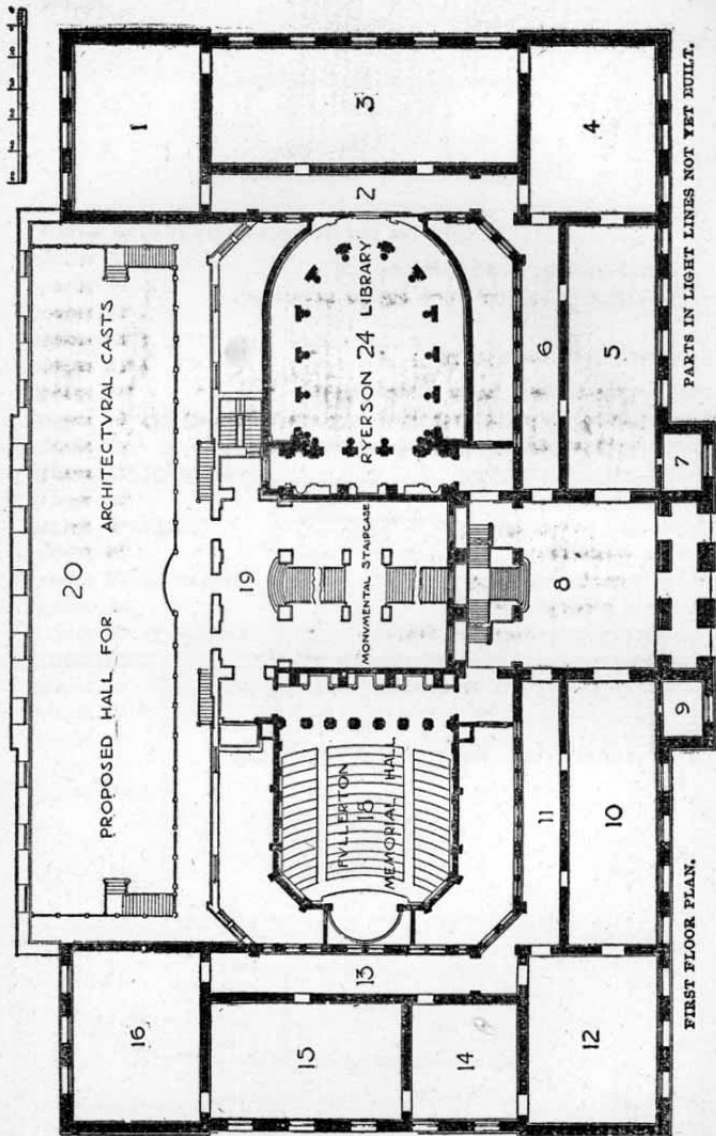 1
2
3
4
5
6
7
8
9
10
11
12
13
14
15
16
FVLLERTON
18
MEMORIAL HALL
19
MONVMENTAL STAIRCASE
20
PROPOSED HALL FOR ARCHITECTVRAL CASTS
RYERSON 24 LIBRARY
FIRST FLOOR PLAN.
PARTS IN LIGHT LINES NOT YET BUILT.